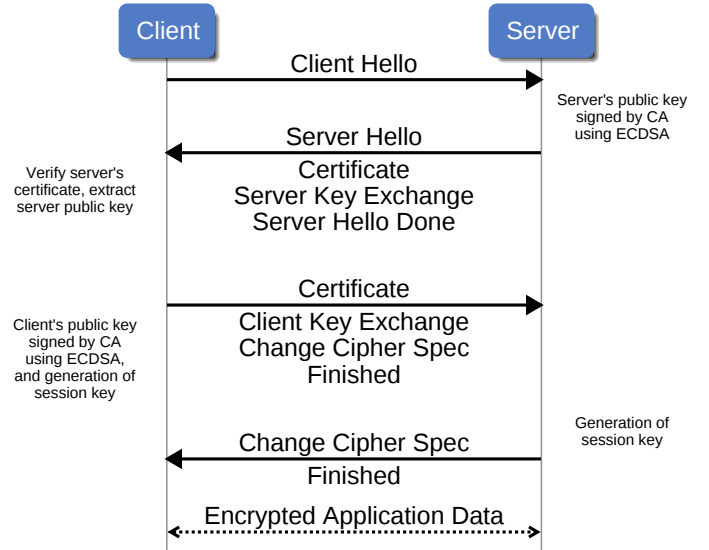 Client
Server
Client Hello
Server's public key
signed by CA
using ECDSA
Server Hello
Certificate
Server Key Exchange
Server Hello Done
Verify server's
certificate, extract
server public key
Certificate
Client Key Exchange
Change Cipher Spec
Finished
Client's public key
signed by CA
using ECDSA,
and generation of
session key
Generation of
session key
Change Cipher Spec
Finished
Encrypted Application Data